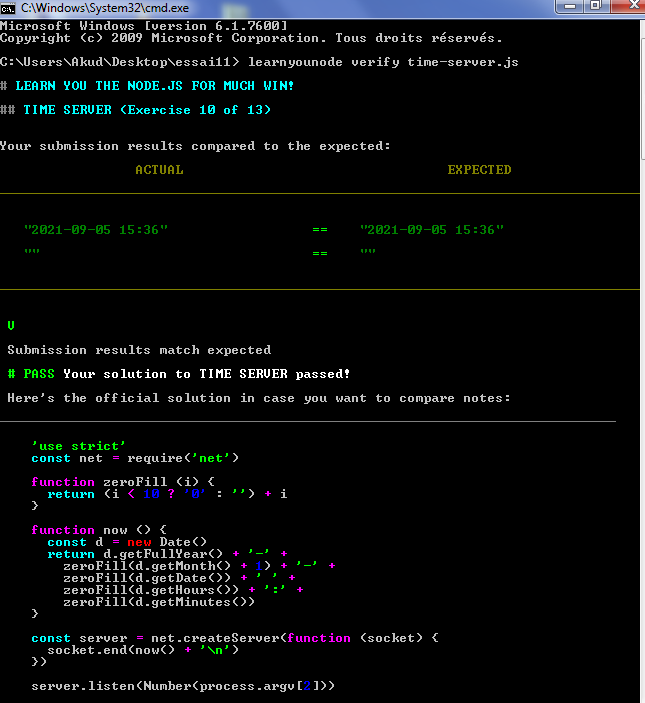 C:\Windows\System32\cmd.exe
Microsoft Windows [version 6.1.7600]
Copyright (c) 2009 Microsoft Corporation. Tous droits réservés.
C:\Users\Akud\Desktop\essai11> learnyounode verify time-server.js
# LEARN YOU THE NODE.JS FOR MUCH WIN!
## TIME SERVER (Exercise 10 of 13)
Your submission results compared to the expected:
ACTUAL EXPECTED
"2021-09-05 15:36" == "2021-09-05 15:36"
"" == ""
V
Submission results match expected
# PASS Your solution to TIME SERVER passed!
Here's the official solution in case you want to compare notes:
'use strict'
const net = require('net')
function zeroFill (i) {
return (i < 10 ? '0' : '') + i
}
function now () {
const d = new Date()
return d.getFullYear() + '-' +
zeroFill(d.getMonth() + 1) + '-' +
zeroFill(d.getDate()) + ' ' +
zeroFill(d.getHours()) + ':' +
zeroFill(d.getMinutes())
}
const server = net.createServer(function (socket) {
socket.end(now() + '\n')
})
server.listen(Number(process.argv[2]))